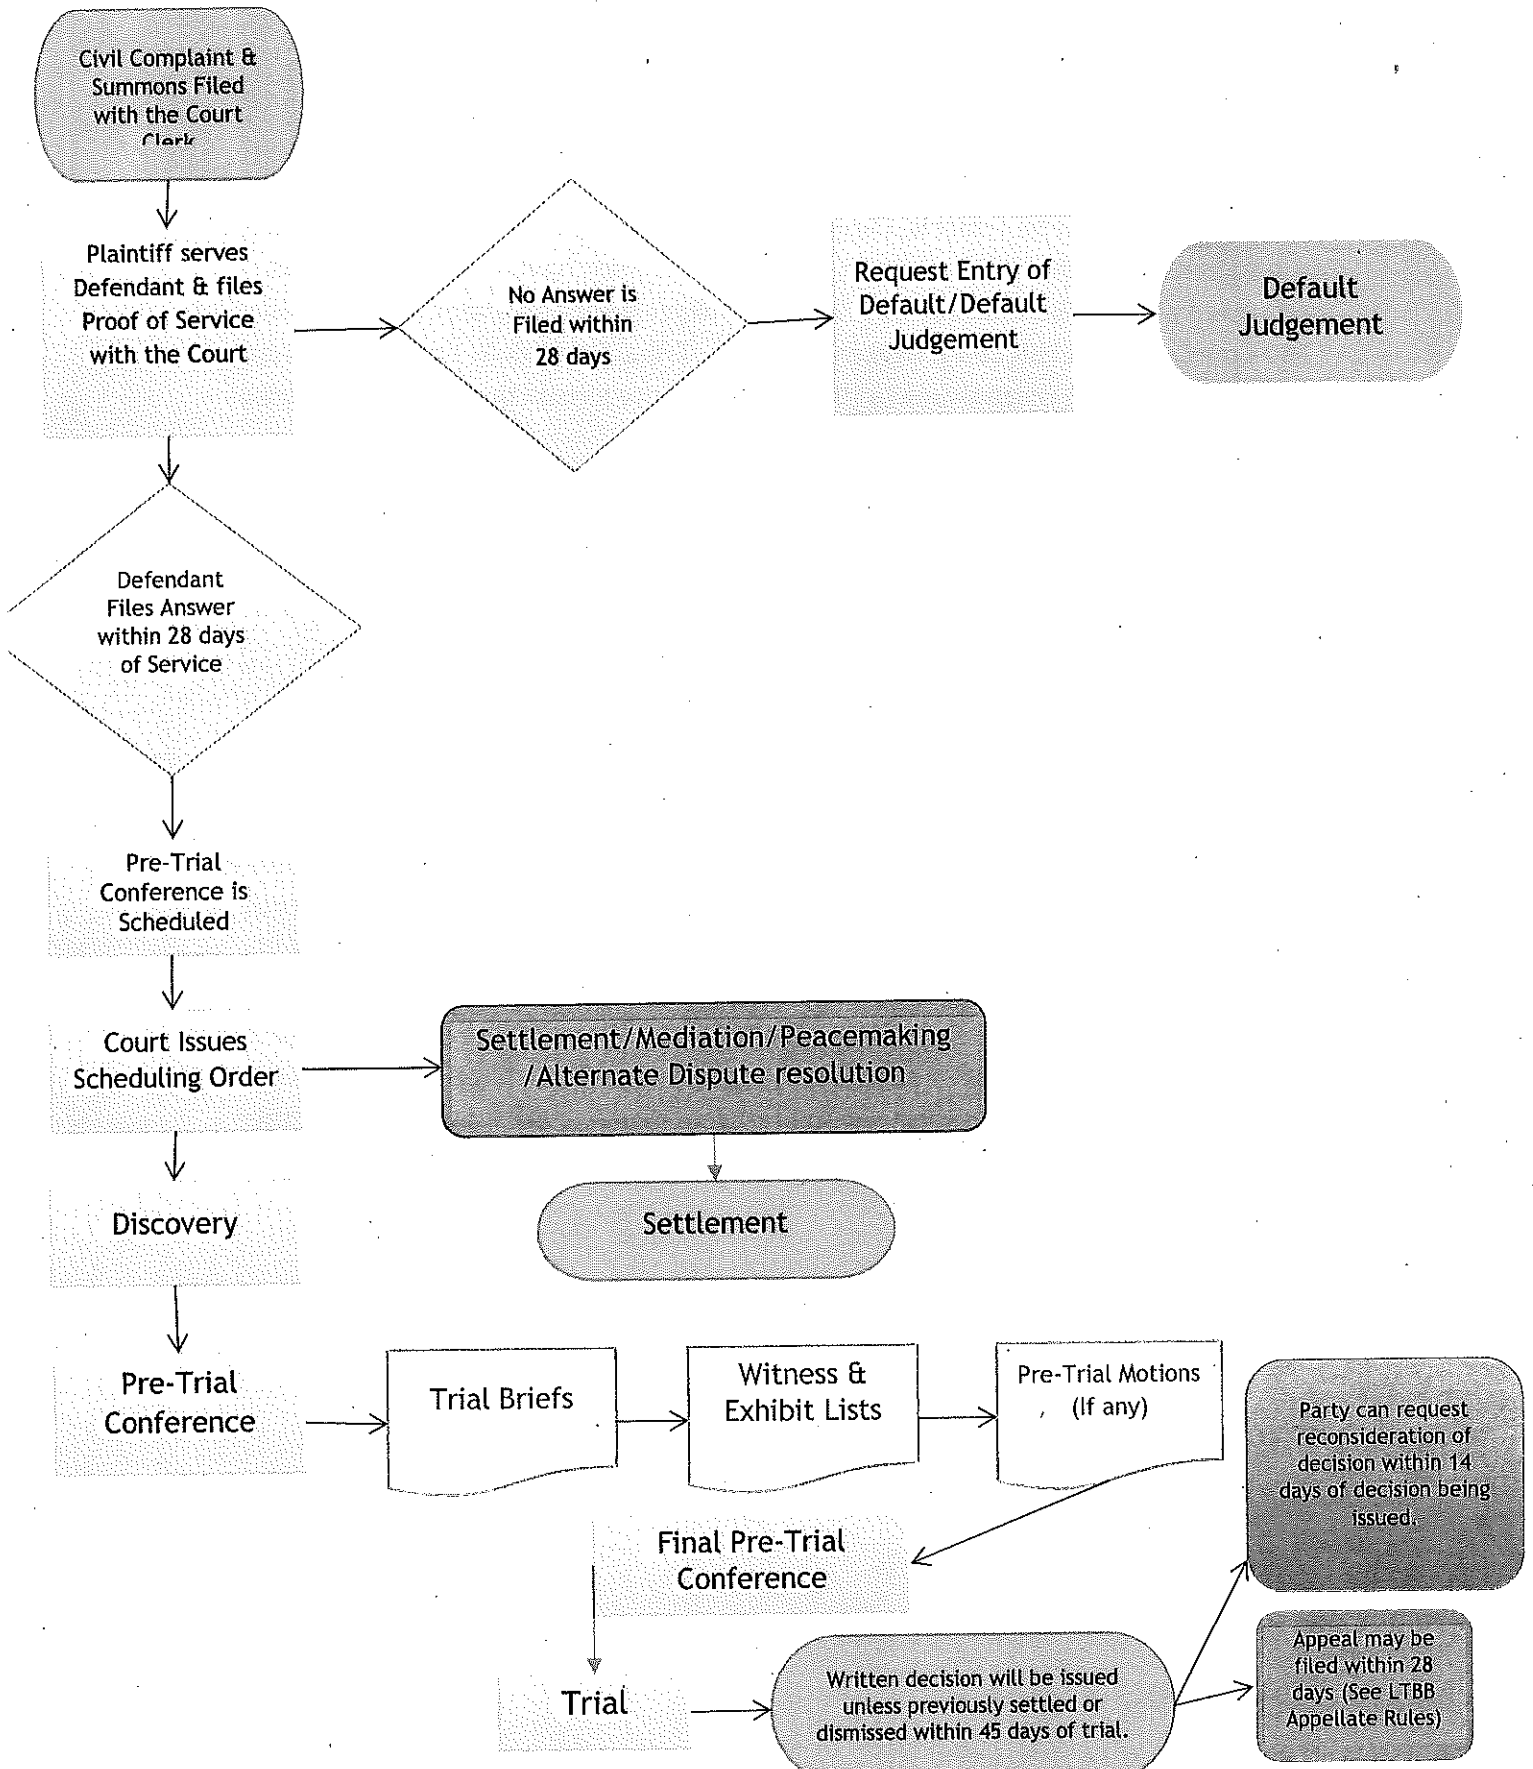 Civil Complaint &
Summons Filed
with the Court
Clerk
Plaintiff serves
Defendant & files
Proof of Service
with the Court
No Answer is
Filed within
28 days
Request Entry of
Default/Default
Judgement
Default
Judgement
Defendant
Files Answer
within 28 days
of Service
Pre-Trial
Conference is
Scheduled
Court Issues
Scheduling Order
Settlement/Mediation/Peacemaking
/Alternate Dispute resolution
Settlement
Discovery
Pre-Trial
Conference
Trial Briefs
Witness &
Exhibit Lists
Pre-Trial Motions
(If any)
Party can request
reconsideration of
decision within 14
days of decision being
issued.
Final Pre-Trial
Conference
Trial
Written decision will be issued
unless previously settled or
dismissed within 45 days of trial.
Appeal may be
filed within 28
days (See LTBB
Appellate Rules)